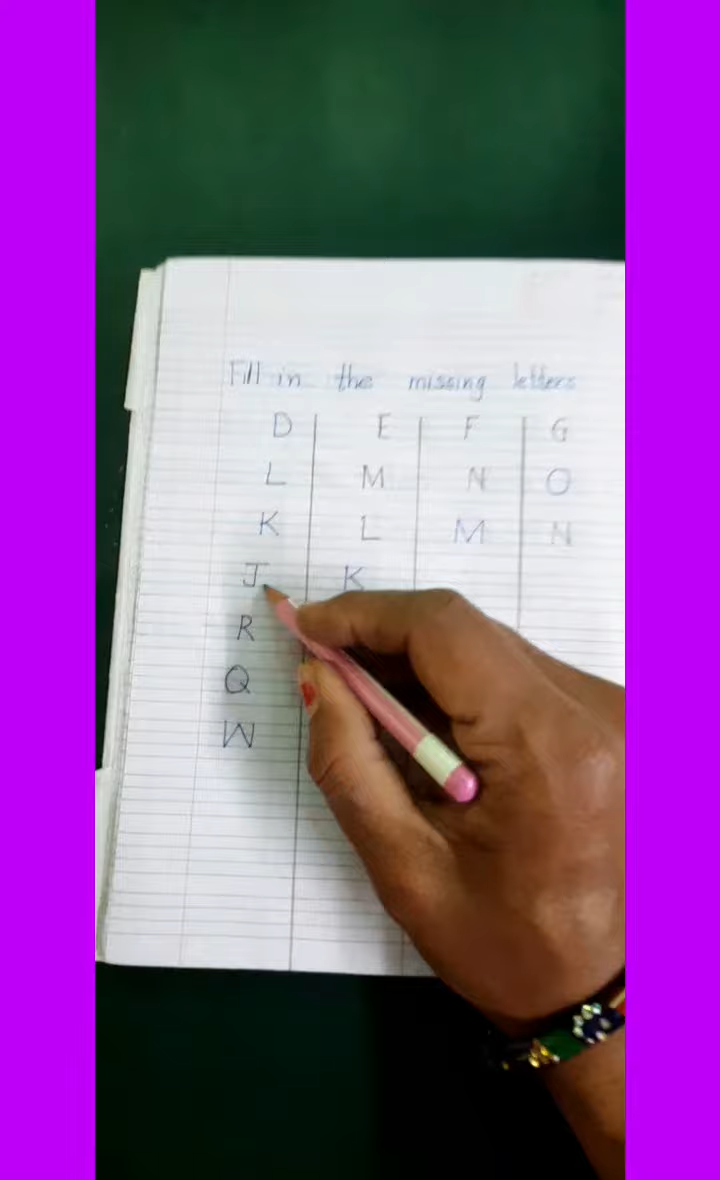 Fill in the missing letters
D E F G
L M N O
K L M N
J K
R
Q
W